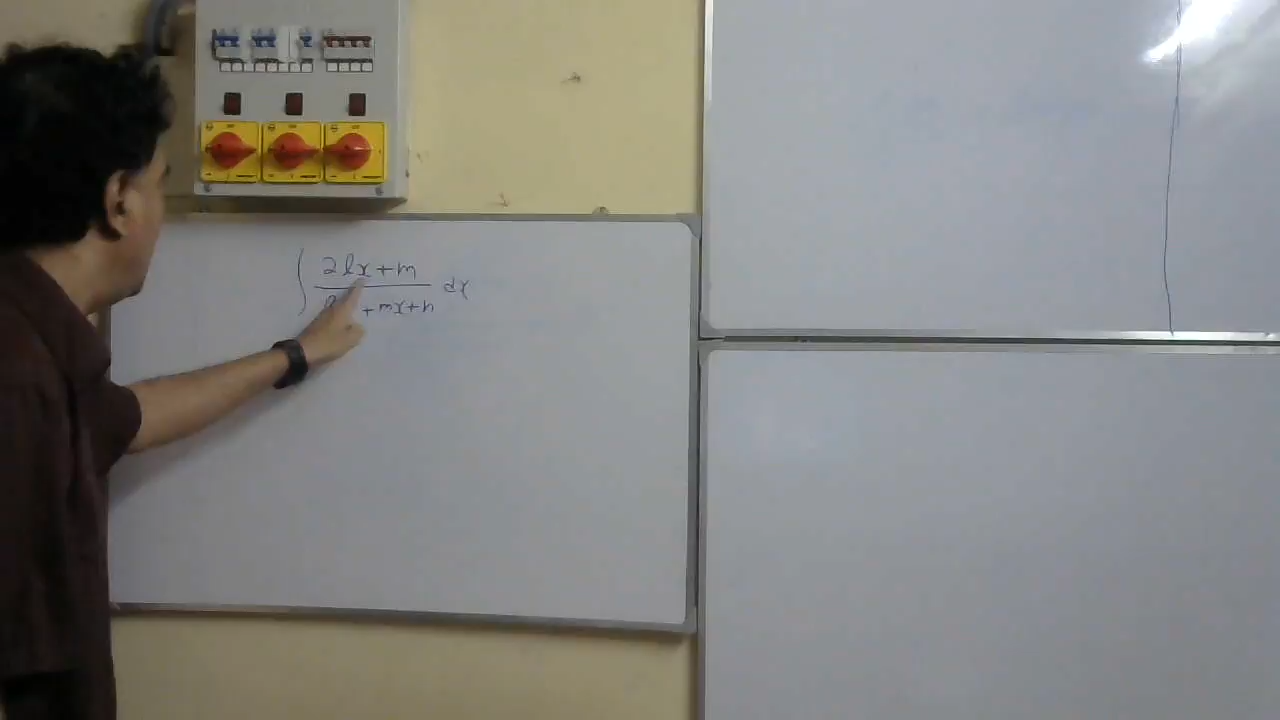 ∫ 2lx+m
+mx+n dx